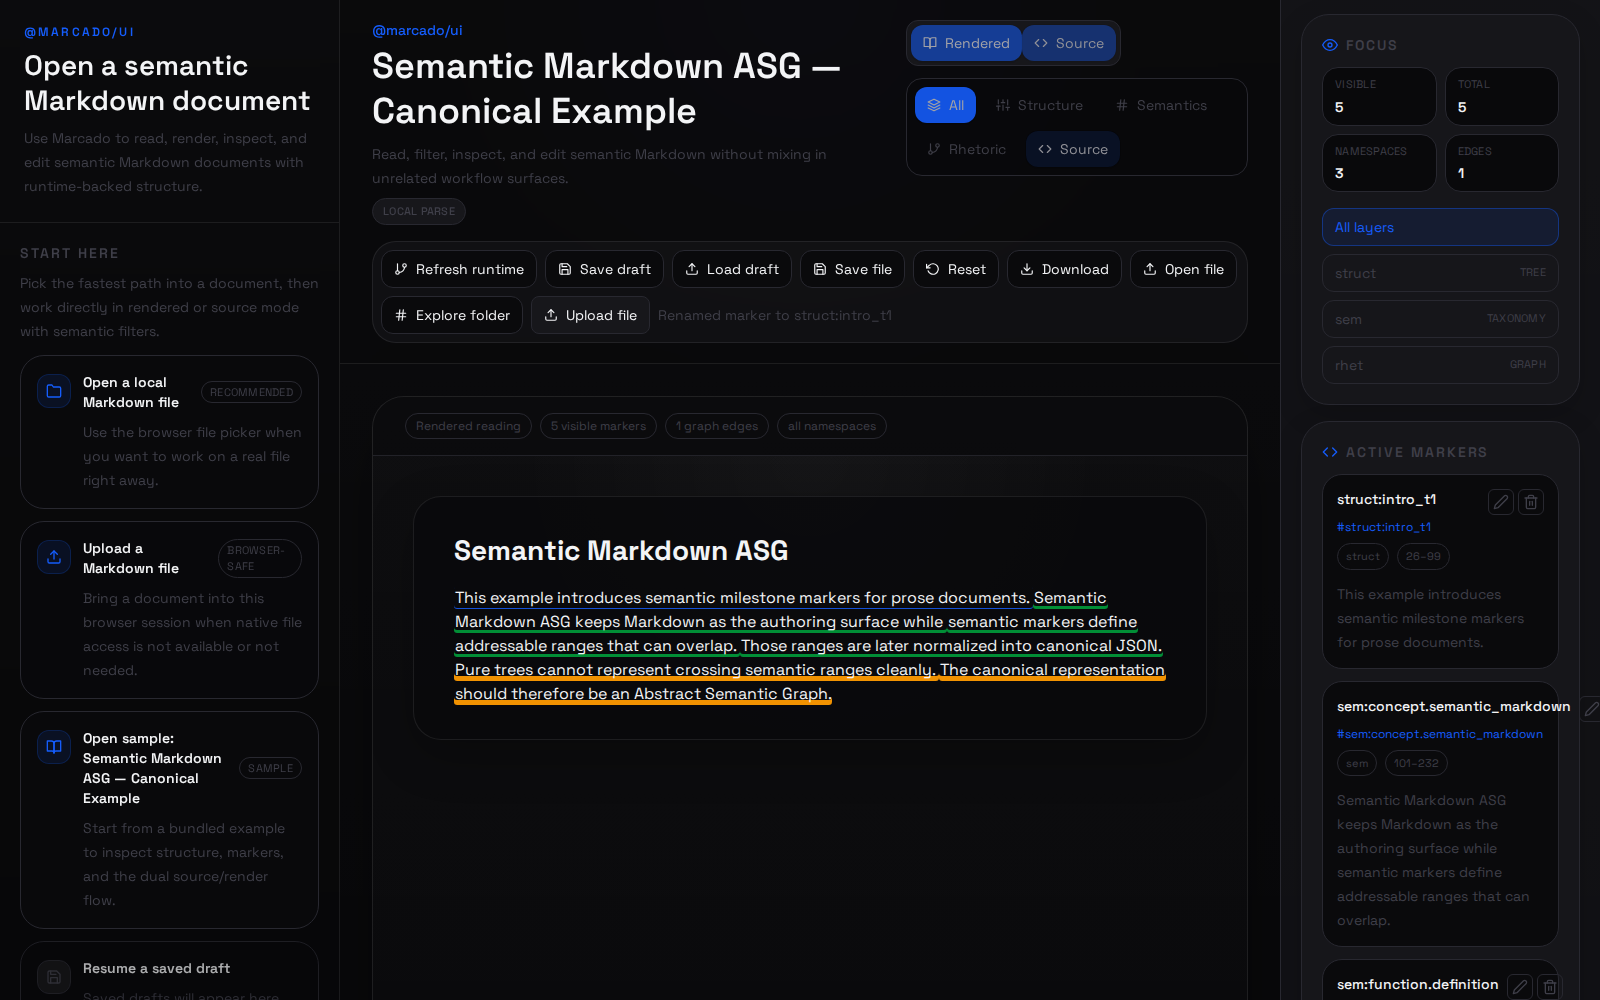 @MARCADO/UI
Open a semantic
Markdown document
Use Marcado to read, render, inspect, and
edit semantic Markdown documents with
runtime-backed structure.
START HERE
Pick the fastest path into a document, then
work directly in rendered or source mode
with semantic filters.
Open a local
Markdown file
RECOMMENDED
Use the browser file picker when
you want to work on a real file
right away.
Upload a
Markdown file
BROWSER-
SAFE
Bring a document into this
browser session when native file
access is not available or not
needed.
Open sample:
Semantic Markdown
ASG — Canonical
Example
SAMPLE
Start from a bundled example
to inspect structure, markers,
and the dual source/render
flow.
Resume a saved draft
Saved drafts will appear here
@marcado/ui
Semantic Markdown ASG —
Canonical Example
Read, filter, inspect, and edit semantic Markdown without mixing in
unrelated workflow surfaces.
LOCAL PARSE
Rendered
Source
All
Structure
Semantics
Rhetoric
Source
Refresh runtime
Save draft
Load draft
Save file
Reset
Download
Open file
Explore folder
Upload file
Renamed marker to struct:intro_t1
Rendered reading
5 visible markers
1 graph edges
all namespaces
Semantic Markdown ASG
This example introduces semantic milestone markers for prose documents. Semantic
Markdown ASG keeps Markdown as the authoring surface while semantic markers define
addressable ranges that can overlap. Those ranges are later normalized into canonical JSON.
Pure trees cannot represent crossing semantic ranges cleanly. The canonical representation
should therefore be an Abstract Semantic Graph.
FOCUS
VISIBLE
5
TOTAL
5
NAMESPACES
3
EDGES
1
All layers
struct
TREE
sem
TAXONOMY
rhet
GRAPH
ACTIVE MARKERS
struct:intro_t1
#struct:intro_t1
struct
26–99
This example introduces
semantic milestone markers
for prose documents.
sem:concept.semantic_markdown
#sem:concept.semantic_markdown
sem
101–232
Semantic Markdown ASG
keeps Markdown as the
authoring surface while
semantic markers define
addressable ranges that can
overlap.
sem:function.definition